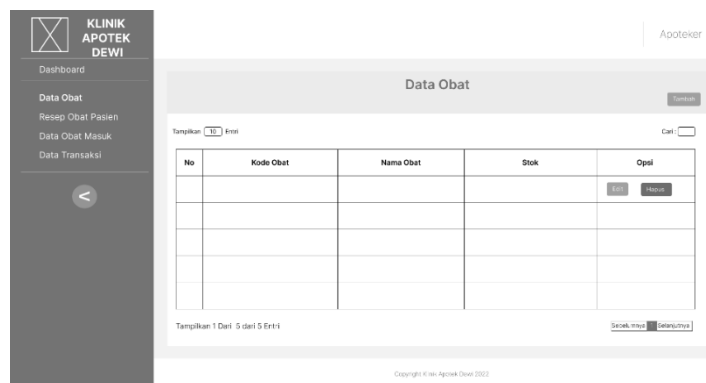 KLINIK
APOTEK
DEWI
Apoteker
Dashboard
Data Obat
Resep Obat Pasien
Data Obat Masuk
Data Transaksi
<
Data Obat
Tambah
Tampilkan 10 Entri
Cari :
No Kode Obat Nama Obat Stok Opsi
Edit Hapus
Tampilkan 1 Dari 5 dari 5 Entri
Sebelumnya 1 Selanjutnya
Copyright Klinik Apotek Dewi 2022